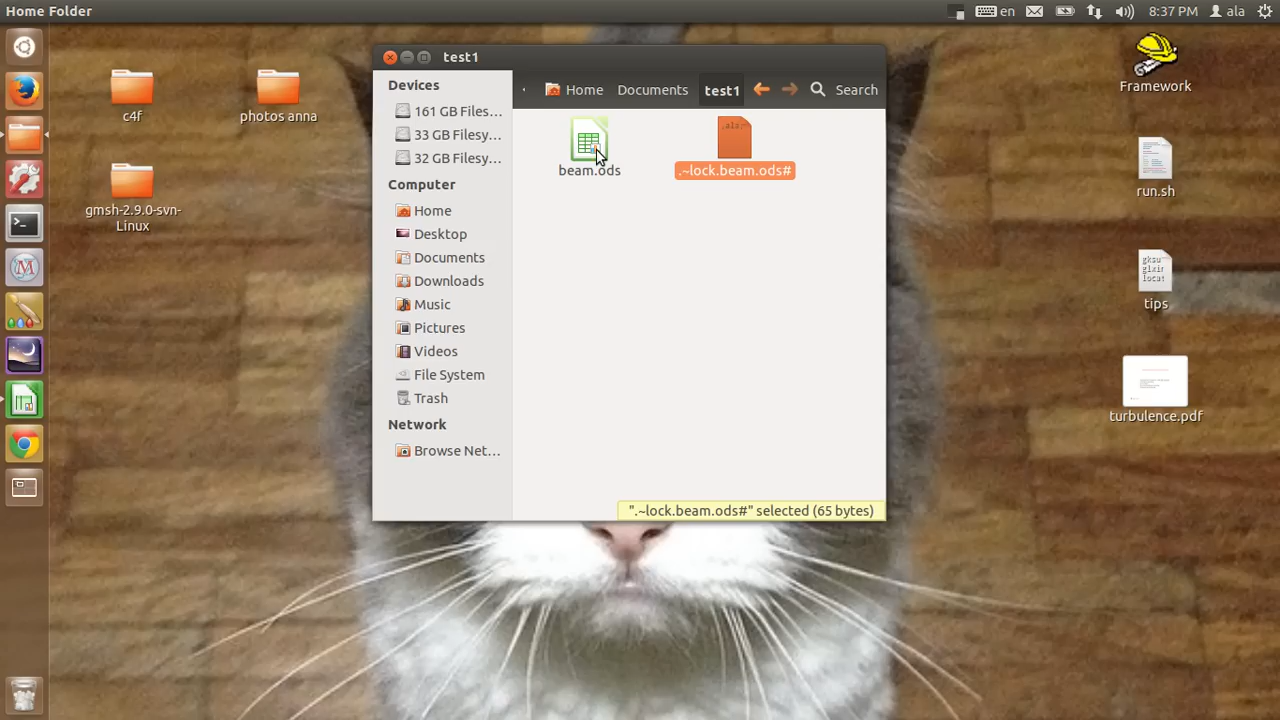 Home Folder
en
8:37 PM
ala
test1
Devices
161 GB Files...
33 GB Filesy...
32 GB Filesy...
Computer
Home
Desktop
Documents
Downloads
Music
Pictures
Videos
File System
Trash
Network
Browse Net...
Home
Documents
test1
Search
beam.ods
.~lock.beam.ods#
".~lock.beam.ods#" selected (65 bytes)
c4f
photos anna
gmsh-2.9.0-svn-
Linux
Framework
run.sh
gksu
glxir
locat
tips
turbulence.pdf